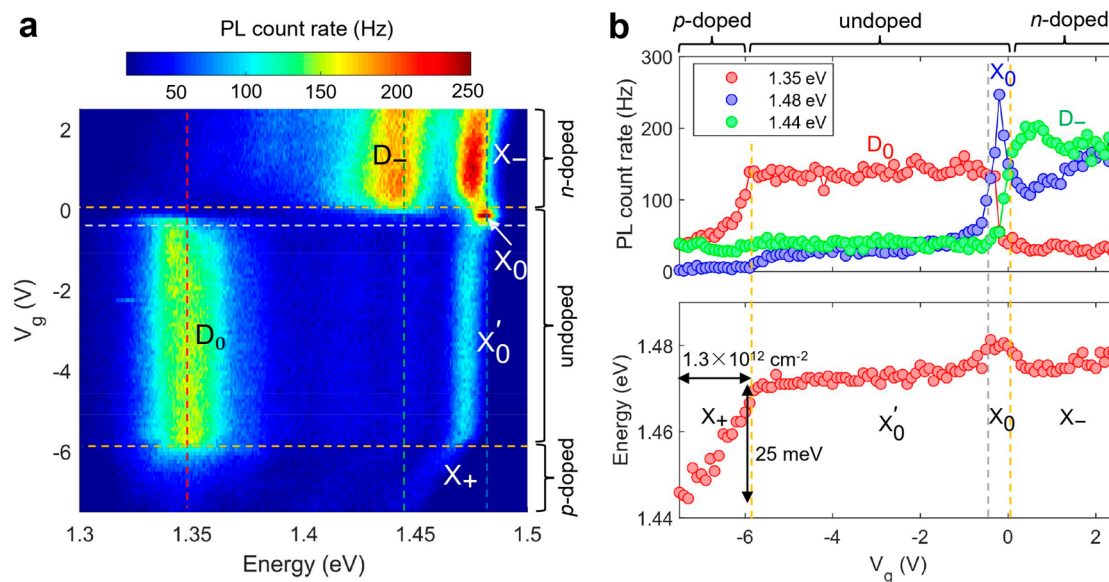 a
PL count rate (Hz)
50 100 150 200 250
2
0
-2
-4
-6
V_g (V)
D_
X_
X_0
D_0
X_0'
X_+
n-doped
undoped
p-doped
1.3 1.35 1.4 1.45 1.5
Energy (eV)
b
p-doped undoped n-doped
300
200
100
0
PL count rate (Hz)
1.35 eV
1.48 eV
1.44 eV
X_0
D_0
D_
1.48
1.46
1.44
Energy (eV)
1.3×10^12 cm^-2
25 meV
X_+ X_0' X_0 X_
-6 -4 -2 0 2
V_g (V)